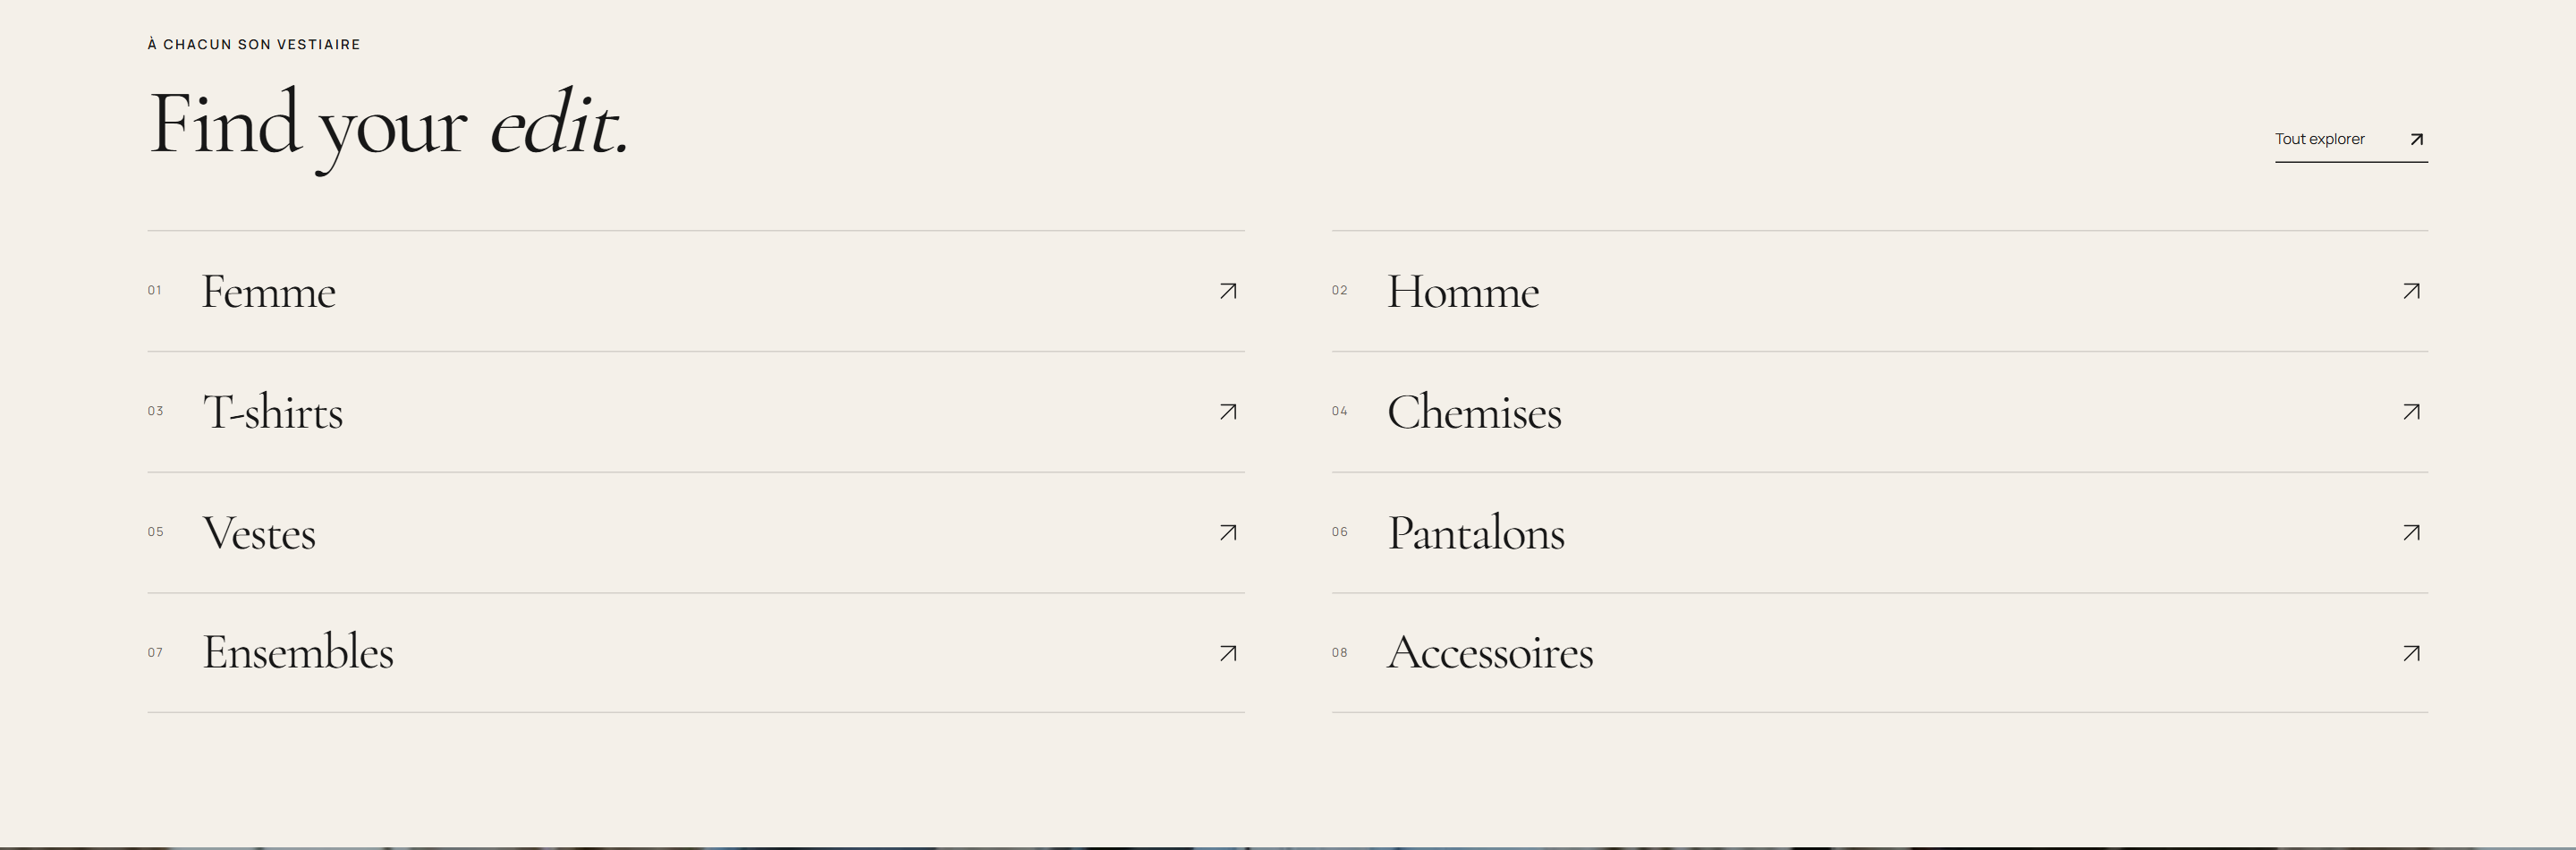 À CHACUN SON VESTIAIRE
Find your edit.
Tout explorer
01 Femme
02 Homme
03 T-shirts
04 Chemises
05 Vestes
06 Pantalons
07 Ensembles
08 Accessoires